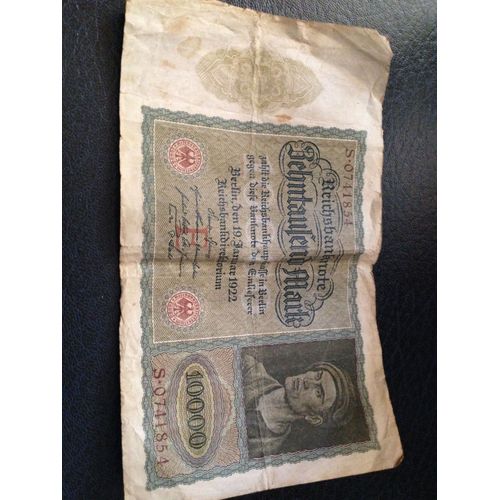 S·0741854
Reichsbanknote
Zehntausend Mark
zahlt die Reichsbankhauptkasse in Berlin
gegen diese Banknote dem Einlieferer
Berlin, den 19. Januar 1922
Reichsbankdirektorium
10000
S·0741854